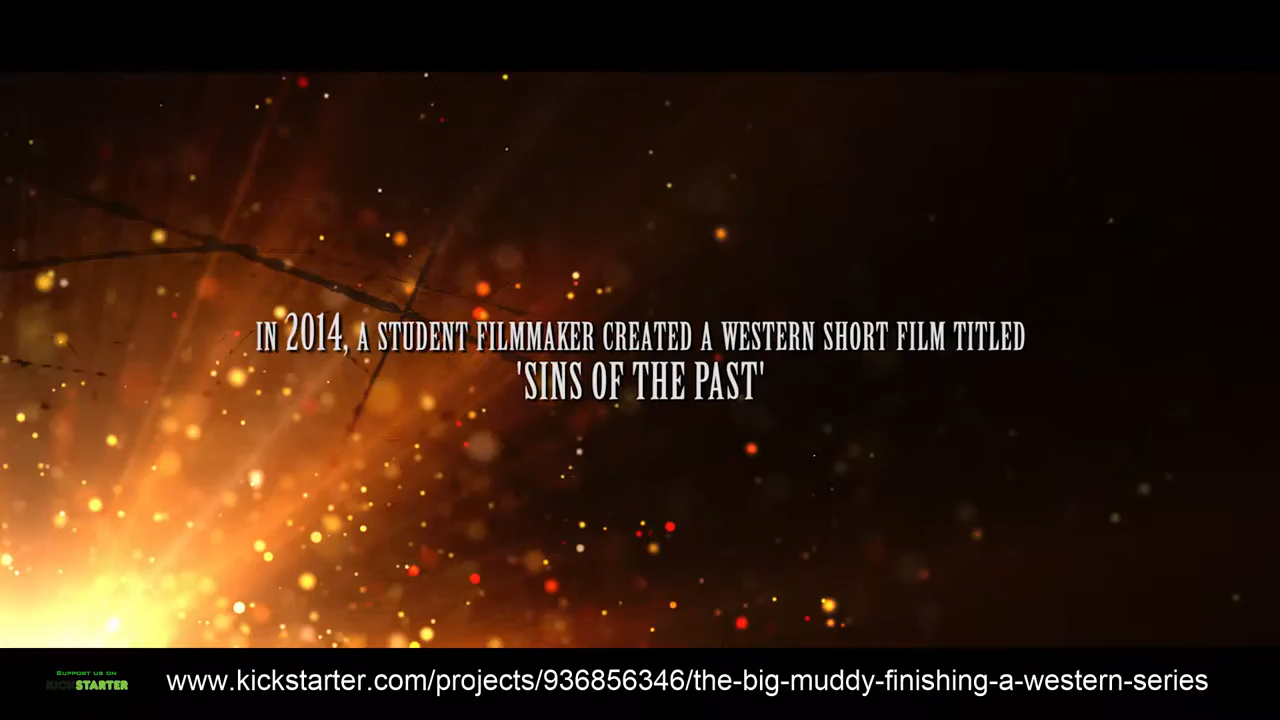 IN 2014, A STUDENT FILMMAKER CREATED A WESTERN SHORT FILM TITLED
'SINS OF THE PAST'
SUPPORT US ON
KICKSTARTER
www.kickstarter.com/projects/936856346/the-big-muddy-finishing-a-western-series